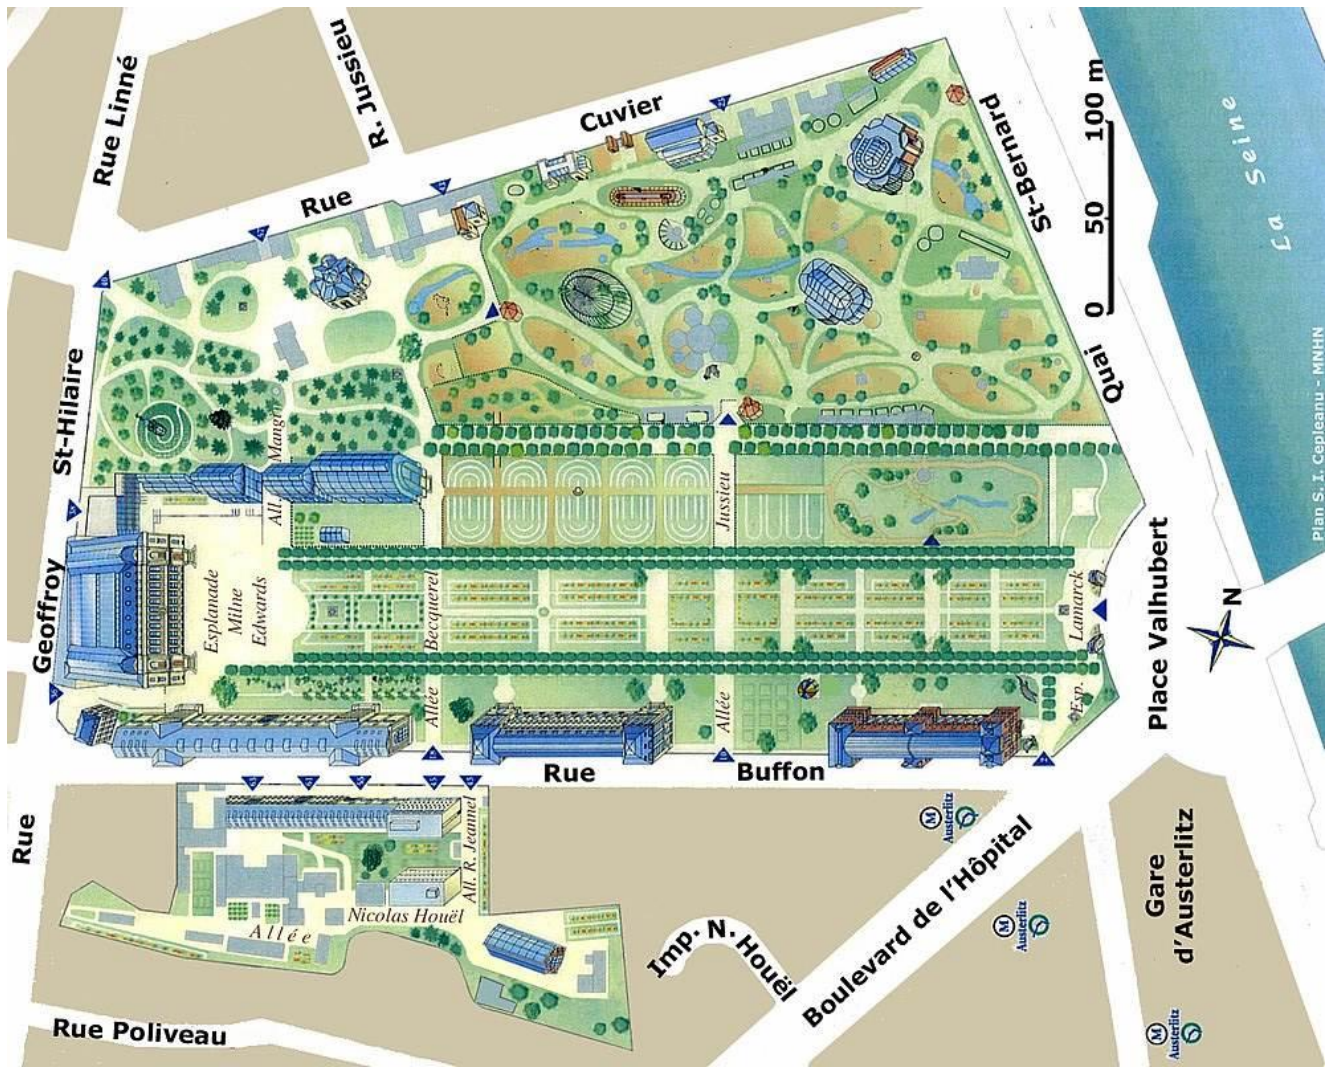 Rue Linné
R. Jussieu
Rue
Cuvier
St-Bernard
Quai
0 50 100 m
La Seine
Plan S. I. Cepleanu - MNHN
St-Hilaire
Geoffroy
Rue
All.
Mangin
Jussieu
Esplanade
Milne
Edwards
Becquerel
Allée
Allée
Lamarck
Esp.
Place Valhubert
N
Rue
Buffon
All. R. Jeannel
Nicolas Houël
Allée
Imp. N. Houël
Boulevard de l'Hôpital
M
Austerlitz
M
Austerlitz
M
Austerlitz
Gare
d'Austerlitz
Rue Poliveau